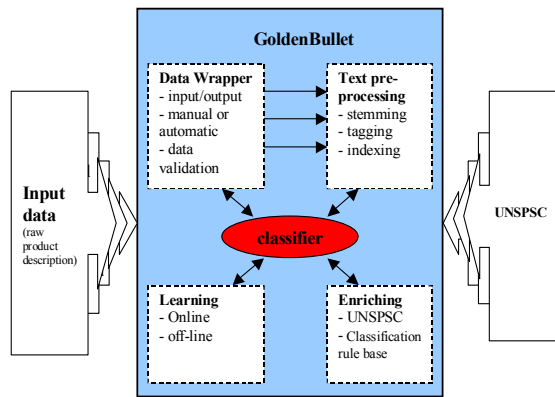 GoldenBullet
Data Wrapper
- input/output
- manual or
automatic
- data
validation
Text pre-
processing
- stemming
- tagging
- indexing
Input
data
(raw
product
description)
UNSPSC
classifier
Learning
- Online
- off-line
Enriching
- UNSPSC
- Classification
rule base